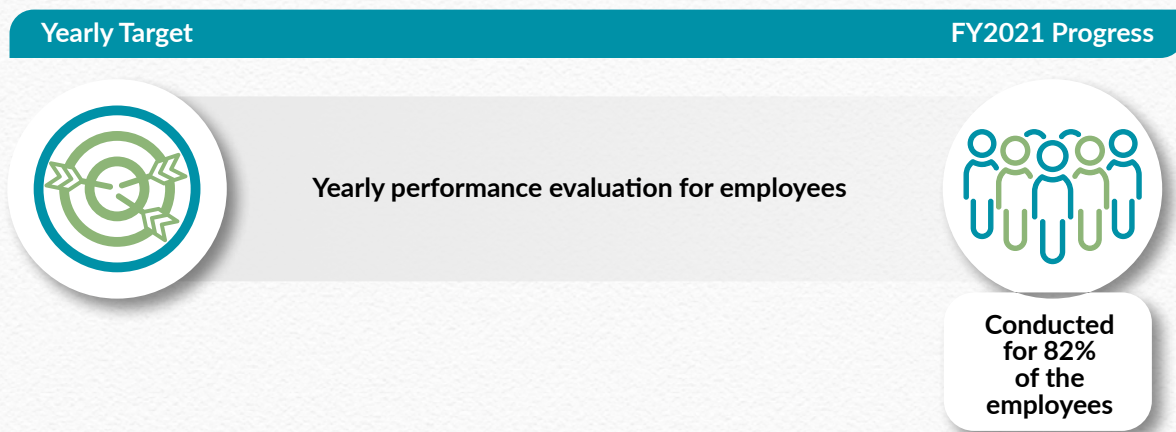 Yearly Target
FY2021 Progress
Yearly performance evaluation for employees
Conducted
for 82%
of the
employees